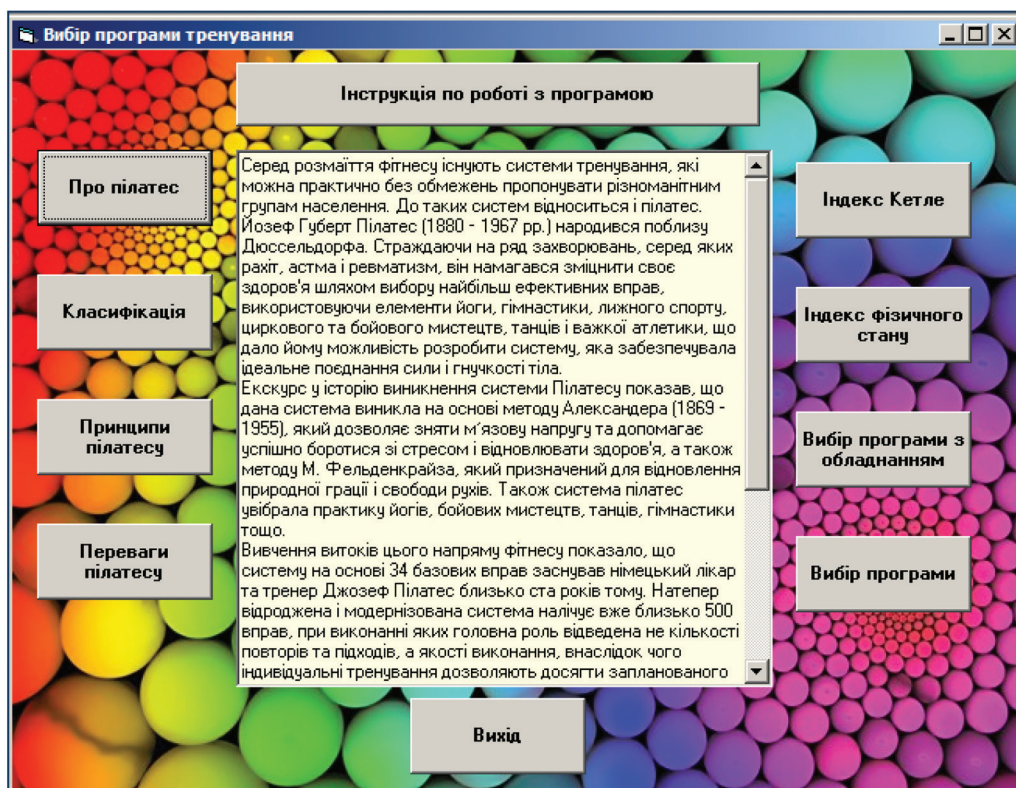 Вибір програми тренування
Інструкція по роботі з програмою
Про пілатес
Класифікація
Принципи
пілатесу
Переваги
пілатесу
Серед розмаїття фітнесу існують системи тренування, які
можна практично без обмежень пропонувати різноманітним
групам населення. До таких систем відноситься і пілатес.
Йозеф Губерт Пілатес (1880 - 1967 рр.) народився поблизу
Дюссельдорфа. Страждаючи на ряд захворювань, серед яких
рахіт, астма і ревматизм, він намагався зміцнити своє
здоров'я шляхом вибору найбільш ефективних вправ,
використовуючи елементи йоги, гімнастики, лижного спорту,
циркового та бойового мистецтв, танців і важкої атлетики, що
дало йому можливість розробити систему, яка забезпечувала
ідеальне поєднання сили і гнучкості тіла.
Екскурс у історію виникнення системи Пілатесу показав, що
дана система виникла на основі методу Александера (1869 -
1955), який дозволяє зняти м´язову напругу та допомагає
успішно боротися зі стресом і відновлювати здоров'я, а також
методу М. Фельденкрайза, який призначений для відновлення
природної грації і свободи рухів. Також система пілатес
увібрала практику йогів, бойових мистецтв, танців, гімнастики
тощо.
Вивчення витоків цього напряму фітнесу показало, що
систему на основі 34 базових вправ заснував німецький лікар
та тренер Джозеф Пілатес близько ста років тому. Натепер
відроджена і модернізована система налічує вже близько 500
вправ, при виконанні яких головна роль відведена не кількості
повторів та підходів, а якості виконання, внаслідок чого
індивідуальні тренування дозволяють досягти запланованого
Індекс Кетле
Індекс фізичного
стану
Вибір програми з
обладнанням
Вибір програми
Вихід